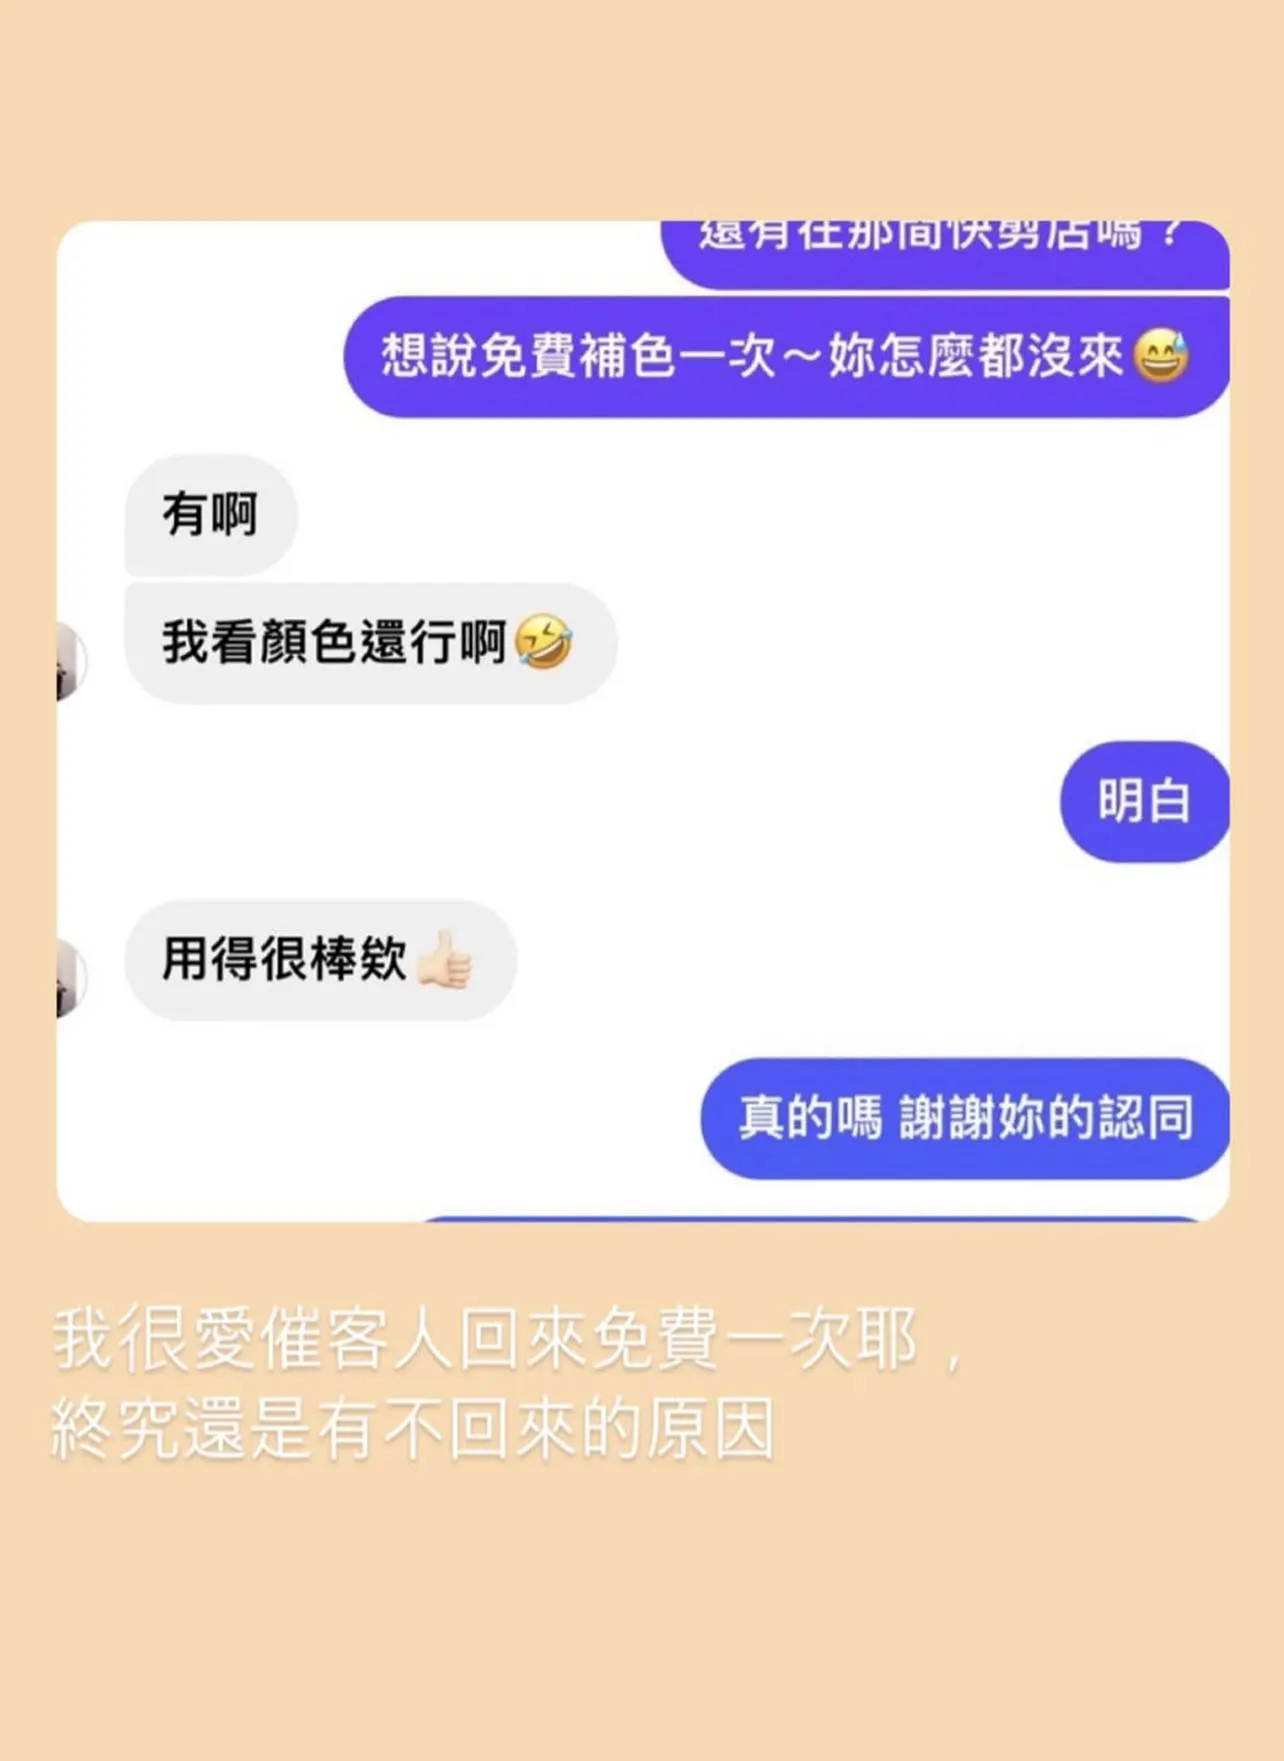 還有在那間快剪店嗎？
想說免費補色一次～妳怎麼都沒來😅
有啊
我看顏色還行啊🤣
明白
用得很棒欸👍🏻
真的嗎 謝謝妳的認同
我很愛催客人回來免費一次耶，
終究還是有不回來的原因